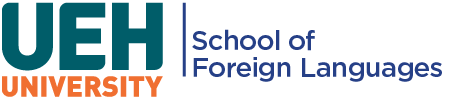 UEH
UNIVERSITY
School of
Foreign Languages